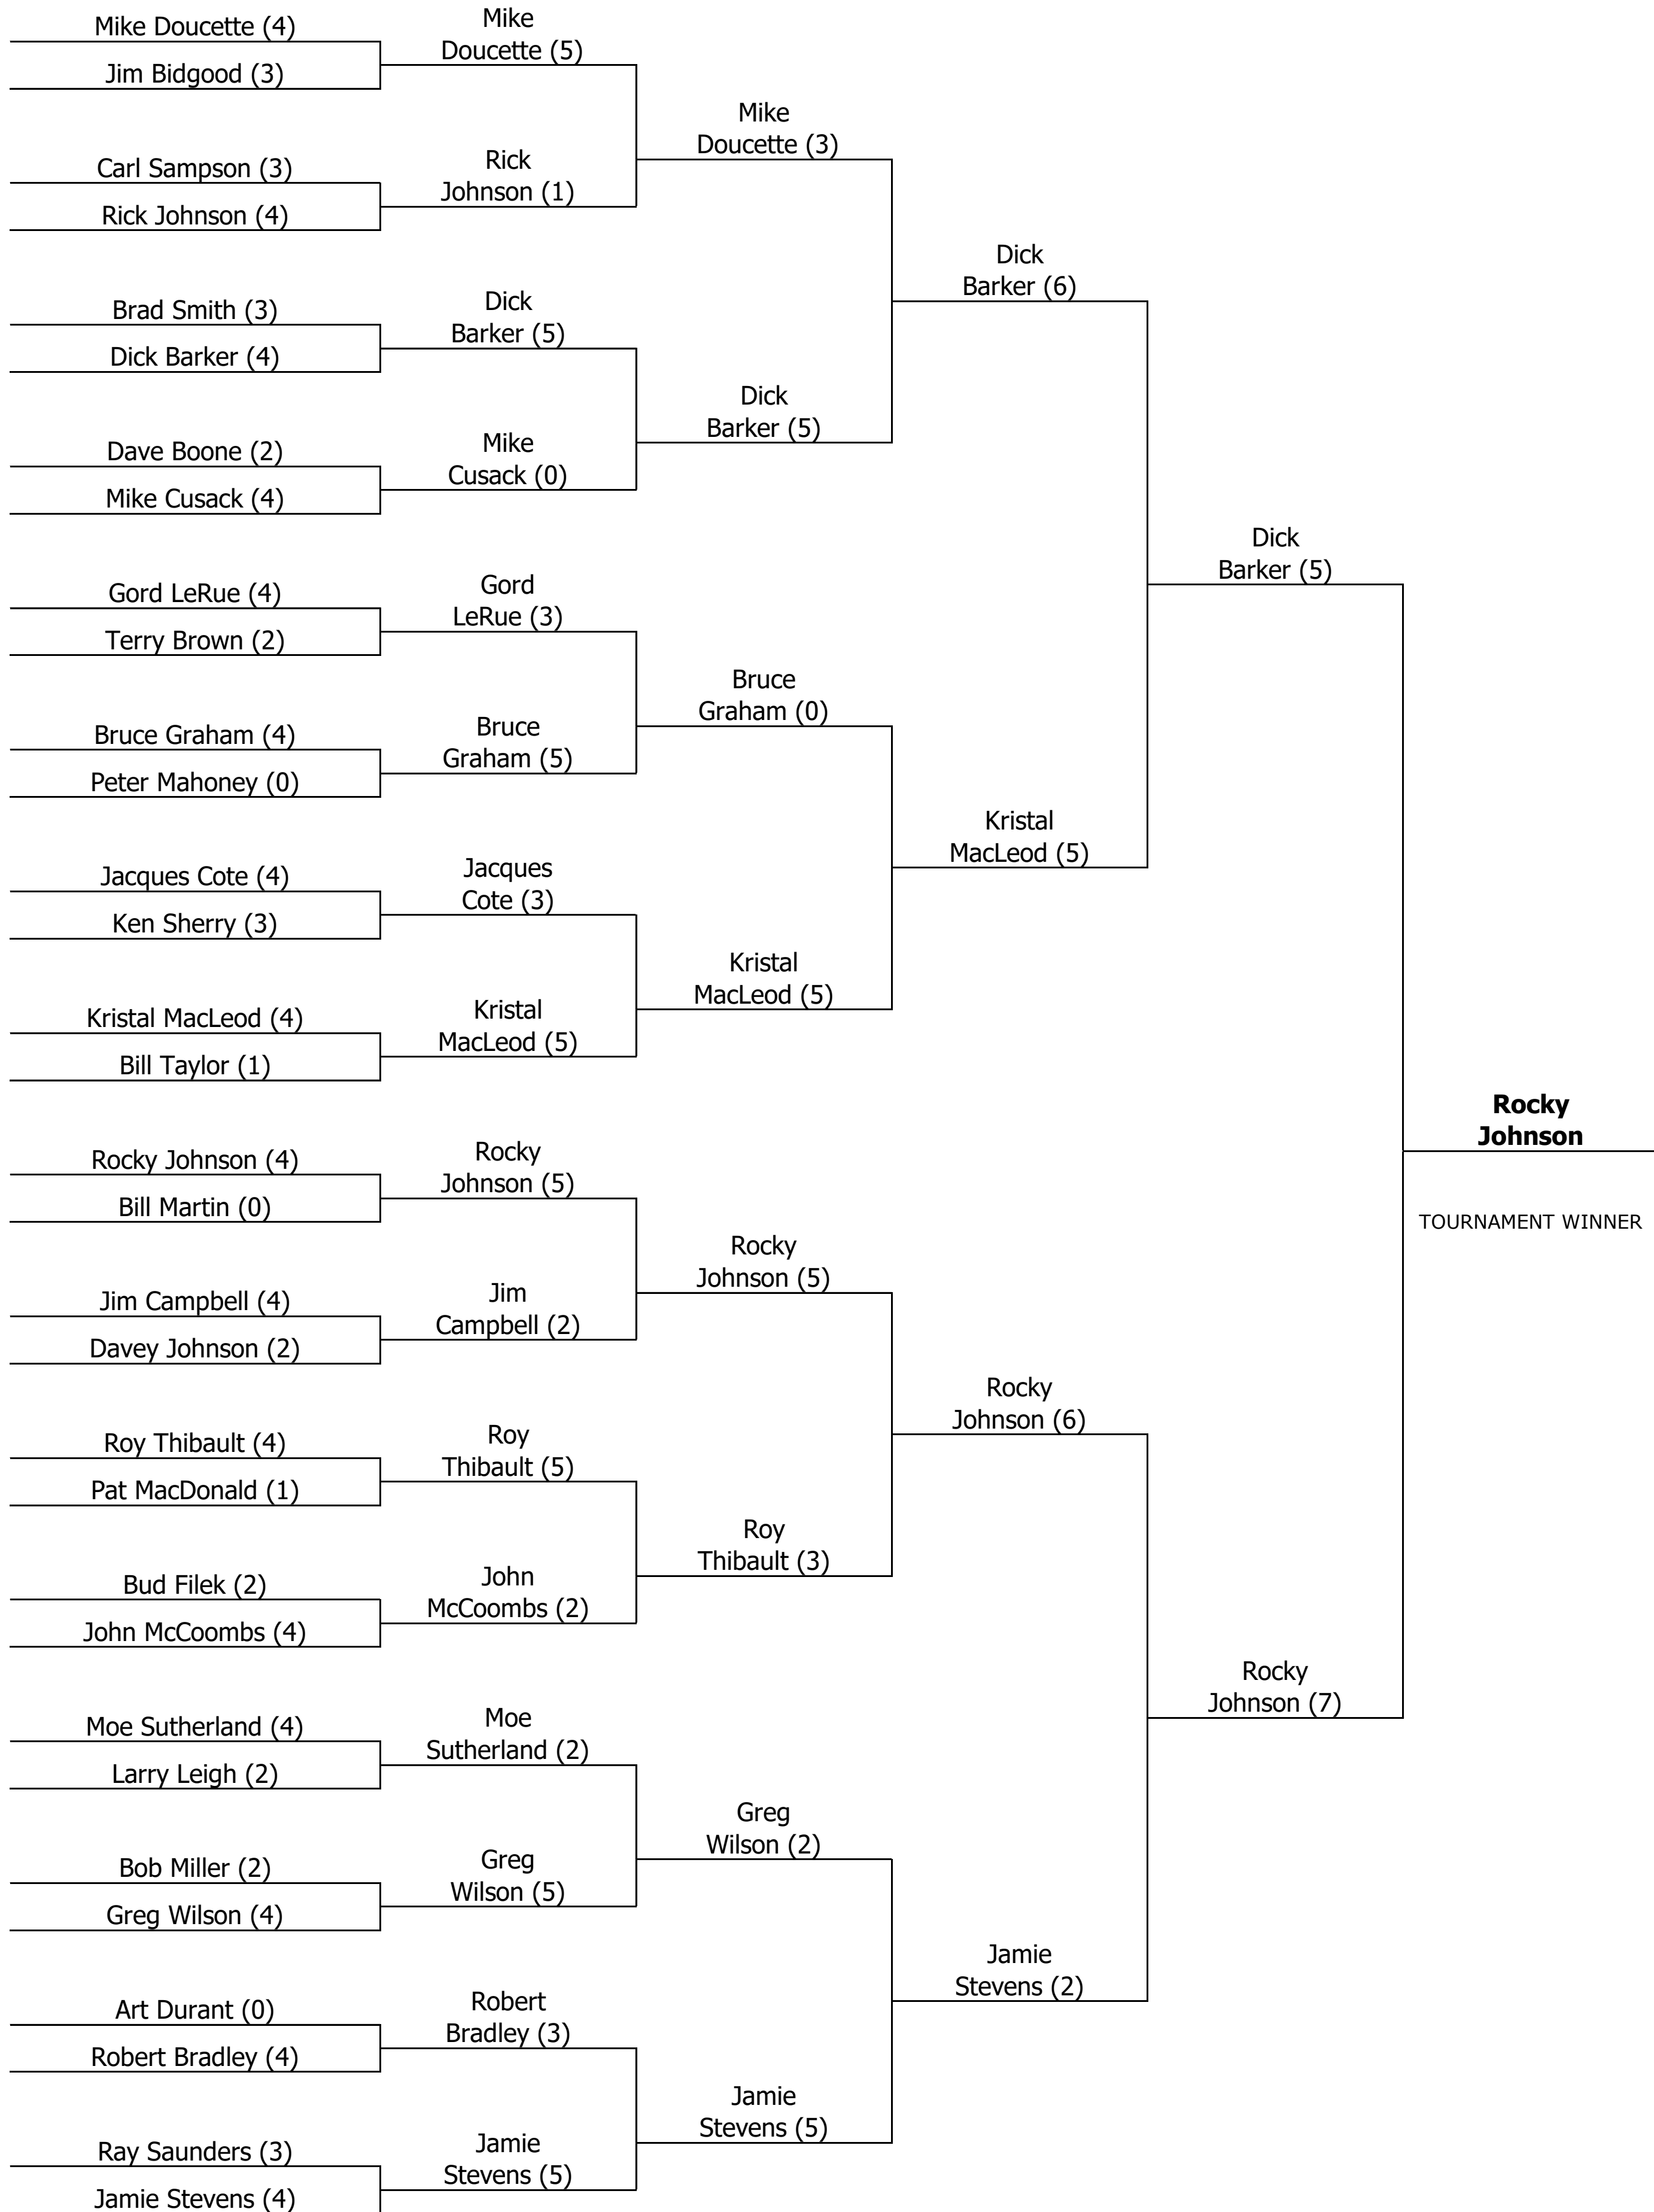 Mike Doucette (4)
Jim Bidgood (3)
Carl Sampson (3)
Rick Johnson (4)
Brad Smith (3)
Dick Barker (4)
Dave Boone (2)
Mike Cusack (4)
Gord LeRue (4)
Terry Brown (2)
Bruce Graham (4)
Peter Mahoney (0)
Jacques Cote (4)
Ken Sherry (3)
Kristal MacLeod (4)
Bill Taylor (1)
Rocky Johnson (4)
Bill Martin (0)
Jim Campbell (4)
Davey Johnson (2)
Roy Thibault (4)
Pat MacDonald (1)
Bud Filek (2)
John McCoombs (4)
Moe Sutherland (4)
Larry Leigh (2)
Bob Miller (2)
Greg Wilson (4)
Art Durant (0)
Robert Bradley (4)
Ray Saunders (3)
Jamie Stevens (4)
Mike
Doucette (5)
Rick
Johnson (1)
Dick
Barker (5)
Mike
Cusack (0)
Gord
LeRue (3)
Bruce
Graham (5)
Jacques
Cote (3)
Kristal
MacLeod (5)
Rocky
Johnson (5)
Jim
Campbell (2)
Roy
Thibault (5)
John
McCoombs (2)
Moe
Sutherland (2)
Greg
Wilson (5)
Robert
Bradley (3)
Jamie
Stevens (5)
Mike
Doucette (3)
Dick
Barker (5)
Bruce
Graham (0)
Kristal
MacLeod (5)
Rocky
Johnson (5)
Roy
Thibault (3)
Greg
Wilson (2)
Jamie
Stevens (5)
Dick
Barker (6)
Kristal
MacLeod (5)
Rocky
Johnson (6)
Jamie
Stevens (2)
Dick
Barker (5)
Rocky
Johnson (7)
Rocky
Johnson
TOURNAMENT WINNER